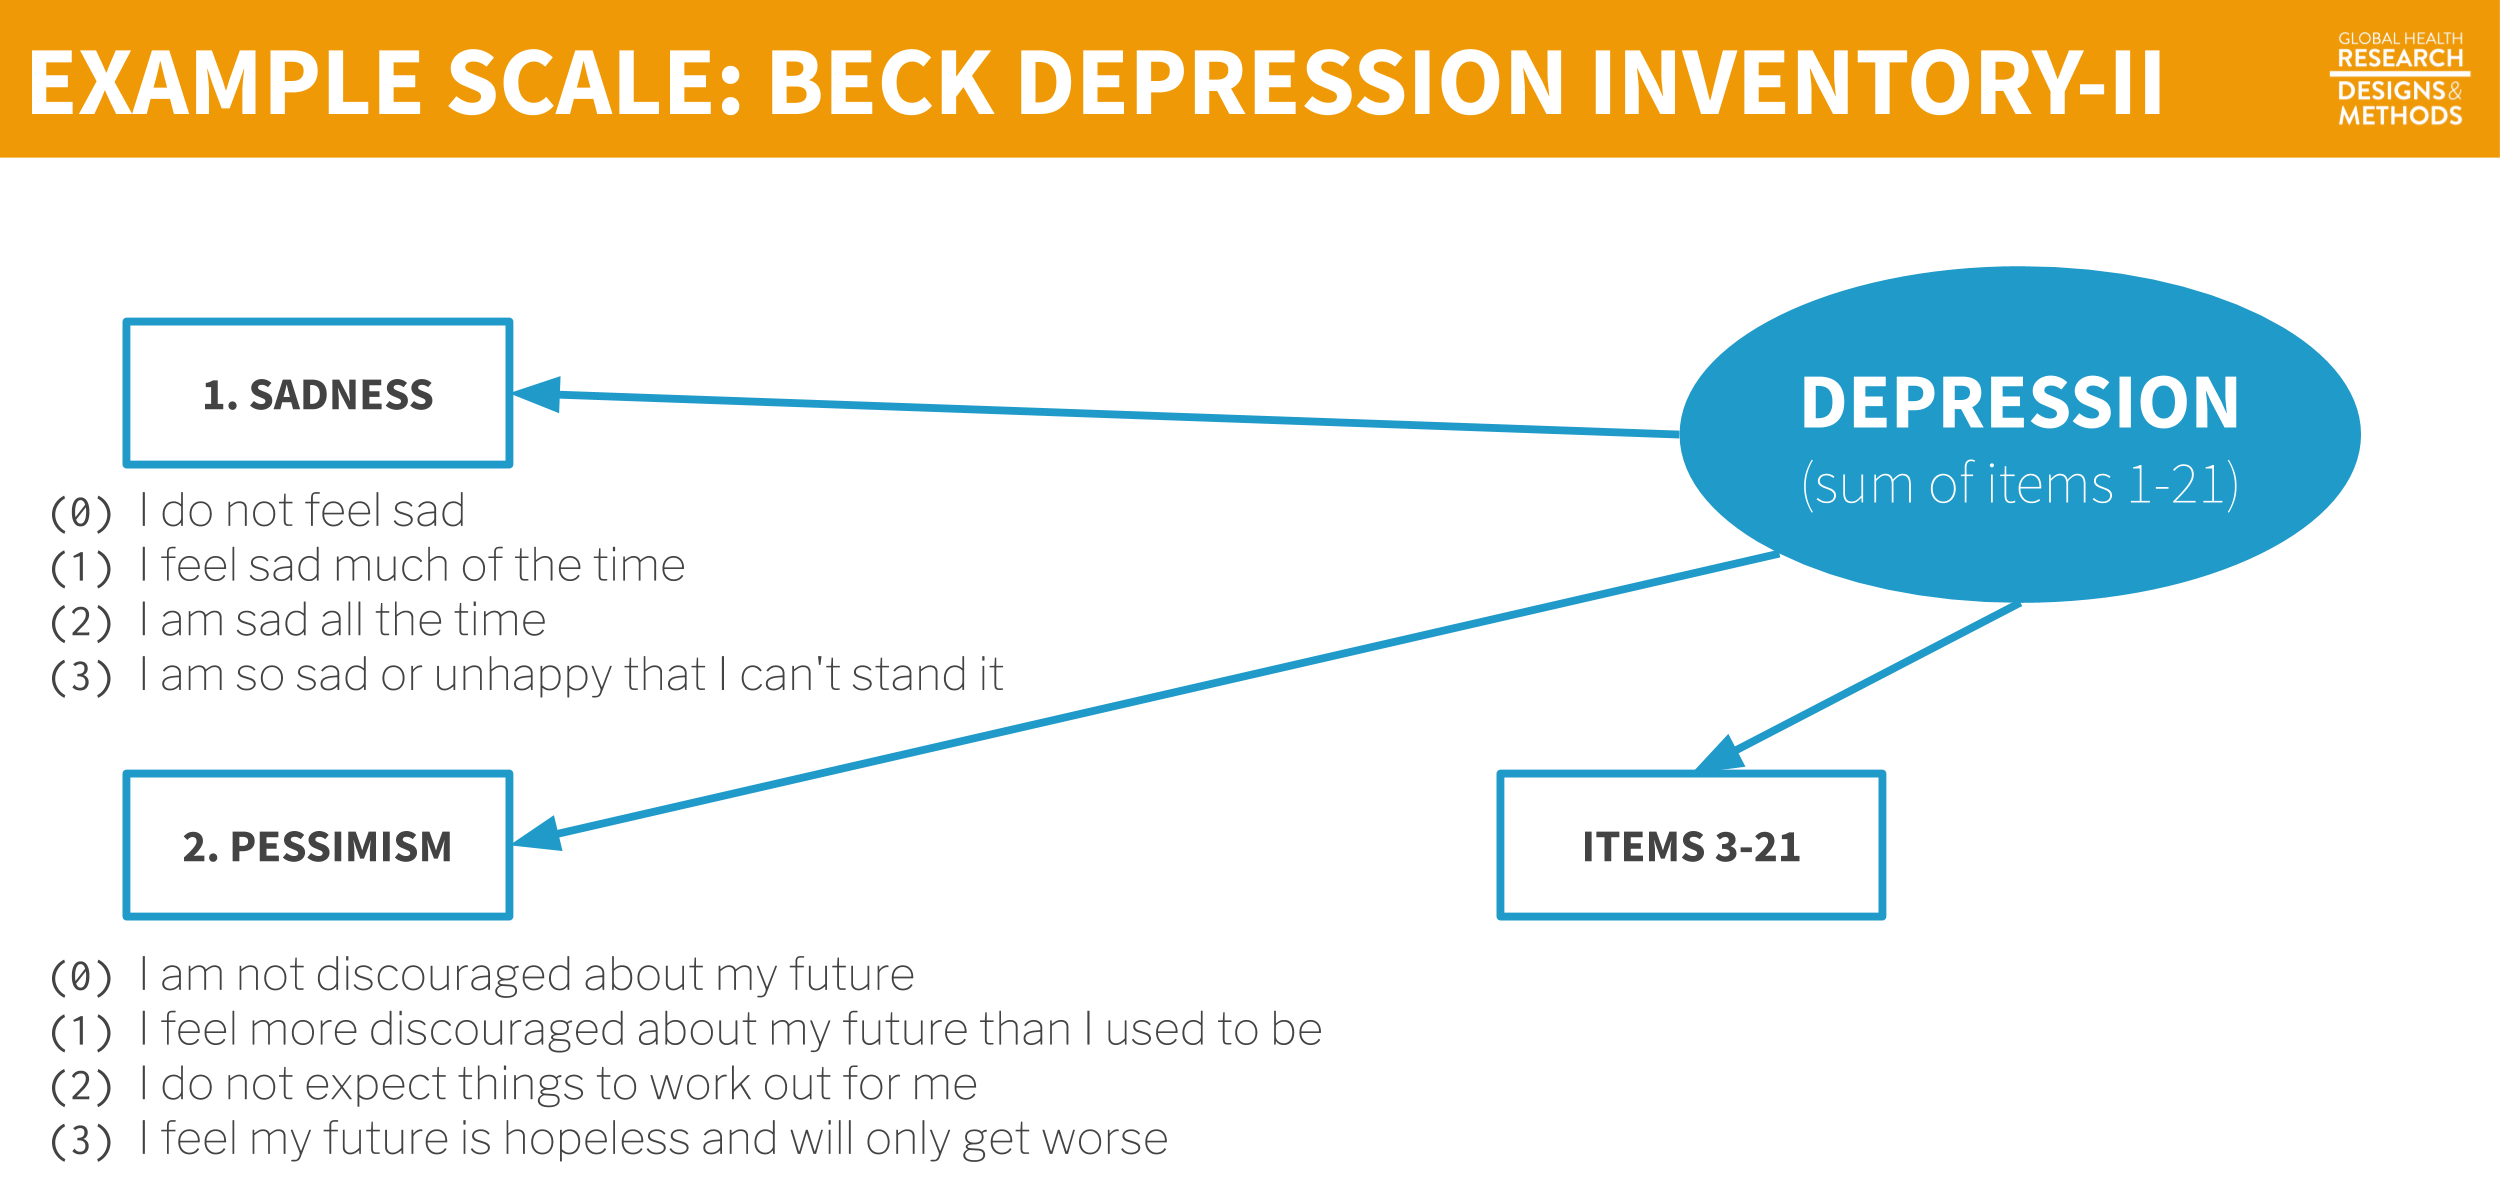 EXAMPLE SCALE: BECK DEPRESSION INVENTORY-II
GLOBAL HEALTH
RESEARCH
DESIGN &
METHODS
1. SADNESS
DEPRESSION
(sum of items 1-21)
(0) I do not feel sad
(1) I feel sad much of the time
(2) I am sad all the time
(3) I am so sad or unhappy that I can't stand it
2. PESSIMISM
ITEMS 3-21
(0) I am not discouraged about my future
(1) I feel more discouraged about my future than I used to be
(2) I do not expect things to work out for me
(3) I feel my future is hopeless and will only get worse